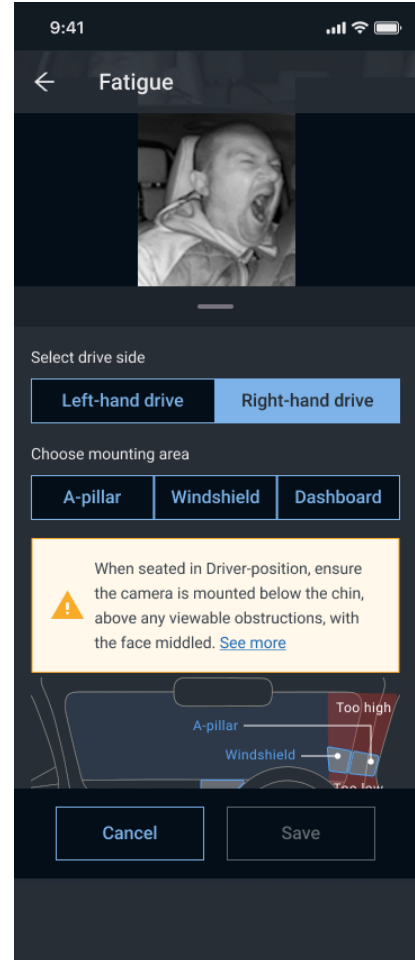 9:41
Fatigue
Select drive side
Left-hand drive
Right-hand drive
Choose mounting area
A-pillar
Windshield
Dashboard
When seated in Driver-position, ensure
the camera is mounted below the chin,
above any viewable obstructions, with
the face middled. See more
Too high
A-pillar
Windshield
Too low
Cancel
Save